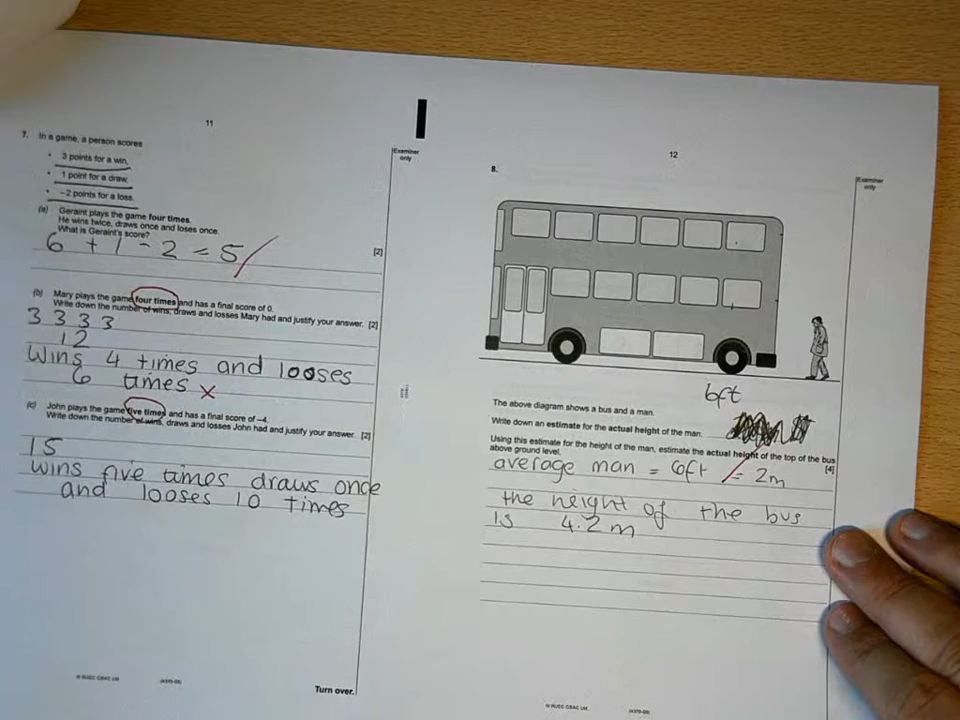 11
7. In a game, a person scores
• 3 points for a win,
• 1 point for a draw,
• −2 points for a loss.
(a) Geraint plays the game four times.
He wins twice, draws once and loses once.
What is Geraint's score?
[2]
6 + 1 - 2 = 5
(b) Mary plays the game four times and has a final score of 0.
Write down the number of wins, draws and losses Mary had and justify your answer. [2]
3 3 3 3
12
Wins 4 times and looses
6 times
(c) John plays the game five times and has a final score of −4.
Write down the number of wins, draws and losses John had and justify your answer. [2]
15
wins five times draws once
and looses 10 times
© WJEC CBAC Ltd.
Turn over.
Examiner only
12
8.
Examiner only
6ft
The above diagram shows a bus and a man.
Write down an estimate for the actual height of the man.
Using this estimate for the height of the man, estimate the actual height of the top of the bus
above ground level.
[4]
average man = 6ft = 2m
the height of the bus
is 4.2 m
© WJEC CBAC Ltd.